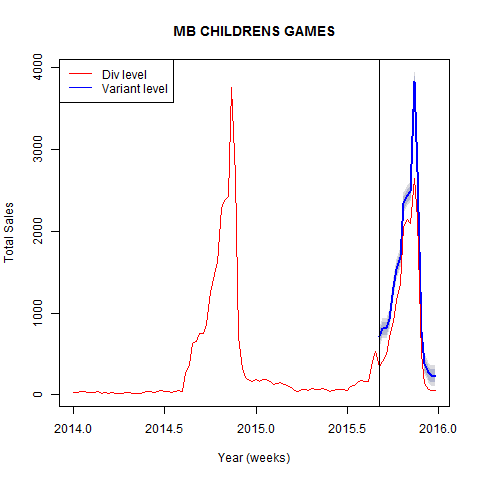 MB CHILDRENS GAMES
Div level
Variant level
4000
3000
2000
1000
0
Total Sales
2014.0 2014.5 2015.0 2015.5 2016.0
Year (weeks)